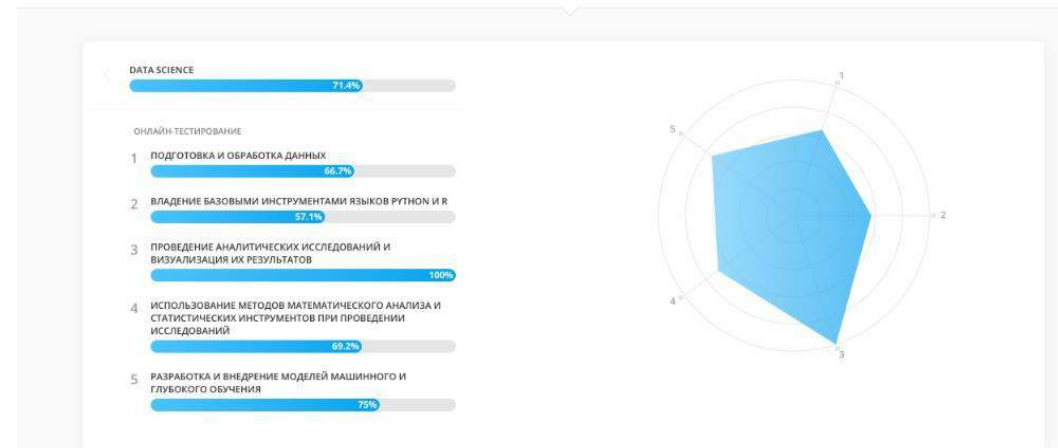 DATA SCIENCE
71.4%
ОНЛАЙН-ТЕСТИРОВАНИЕ
1 ПОДГОТОВКА И ОБРАБОТКА ДАННЫХ
66.7%
2 ВЛАДЕНИЕ БАЗОВЫМИ ИНСТРУМЕНТАМИ ЯЗЫКОВ PYTHON И R
57.1%
3 ПРОВЕДЕНИЕ АНАЛИТИЧЕСКИХ ИССЛЕДОВАНИЙ И
ВИЗУАЛИЗАЦИЯ ИХ РЕЗУЛЬТАТОВ
100%
4 ИСПОЛЬЗОВАНИЕ МЕТОДОВ МАТЕМАТИЧЕСКОГО АНАЛИЗА И
СТАТИСТИЧЕСКИХ ИНСТРУМЕНТОВ ПРИ ПРОВЕДЕНИИ
ИССЛЕДОВАНИЙ
69.2%
5 РАЗРАБОТКА И ВНЕДРЕНИЕ МОДЕЛЕЙ МАШИННОГО И
ГЛУБОКОГО ОБУЧЕНИЯ
75%
1
5
2
4
3